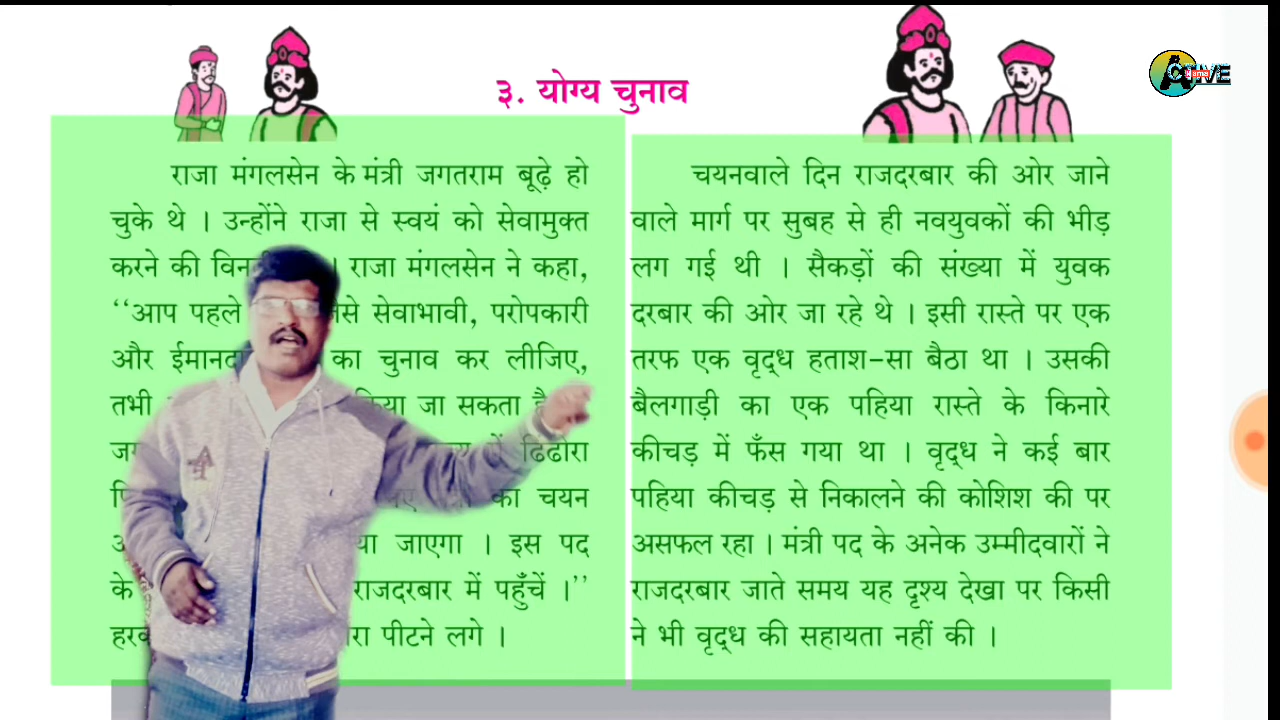 ३. योग्य चुनाव
राजा मंगलसेन के मंत्री जगतराम बूढ़े हो
चुके थे । उन्होंने राजा से स्वयं को सेवामुक्त
करने की । राजा मंगलसेन ने कहा,
‘‘आप पहले सेवाभावी, परोपकारी
और का चुनाव कर लीजिए,
तभी जा सकता
में ढिंढोरा
का चयन
जाएगा । इस पद
के राजदरबार में पहुँचें ।’’
पीटने लगे ।
चयनवाले दिन राजदरबार की ओर जाने
वाले मार्ग पर सुबह से ही नवयुवकों की भीड़
लग गई थी । सैकड़ों की संख्या में युवक
दरबार की ओर जा रहे थे । इसी रास्ते पर एक
तरफ एक वृद्ध हताश-सा बैठा था । उसकी
बैलगाड़ी का एक पहिया रास्ते के किनारे
कीचड़ में फँस गया था । वृद्ध ने कई बार
पहिया कीचड़ से निकालने की कोशिश की पर
असफल रहा । मंत्री पद के अनेक उम्मीदवारों ने
राजदरबार जाते समय यह दृश्य देखा पर किसी
ने भी वृद्ध की सहायता नहीं की ।